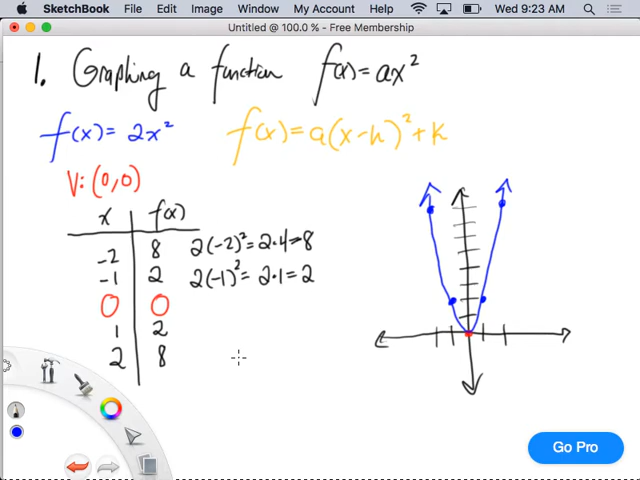 SketchBook File Edit Image Window My Account Help Wed 9:23 AM
Untitled @ 100.0 % - Free Membership
1. Graphing a function f(x) = ax²
f(x) = 2x² f(x) = a(x-h)² + k
V: (0,0)
x f(x)
-2 8 2(-2)² = 2·4 = 8
-1 2 2(-1)² = 2·1 = 2
0 0
1 2
2 8
Go Pro